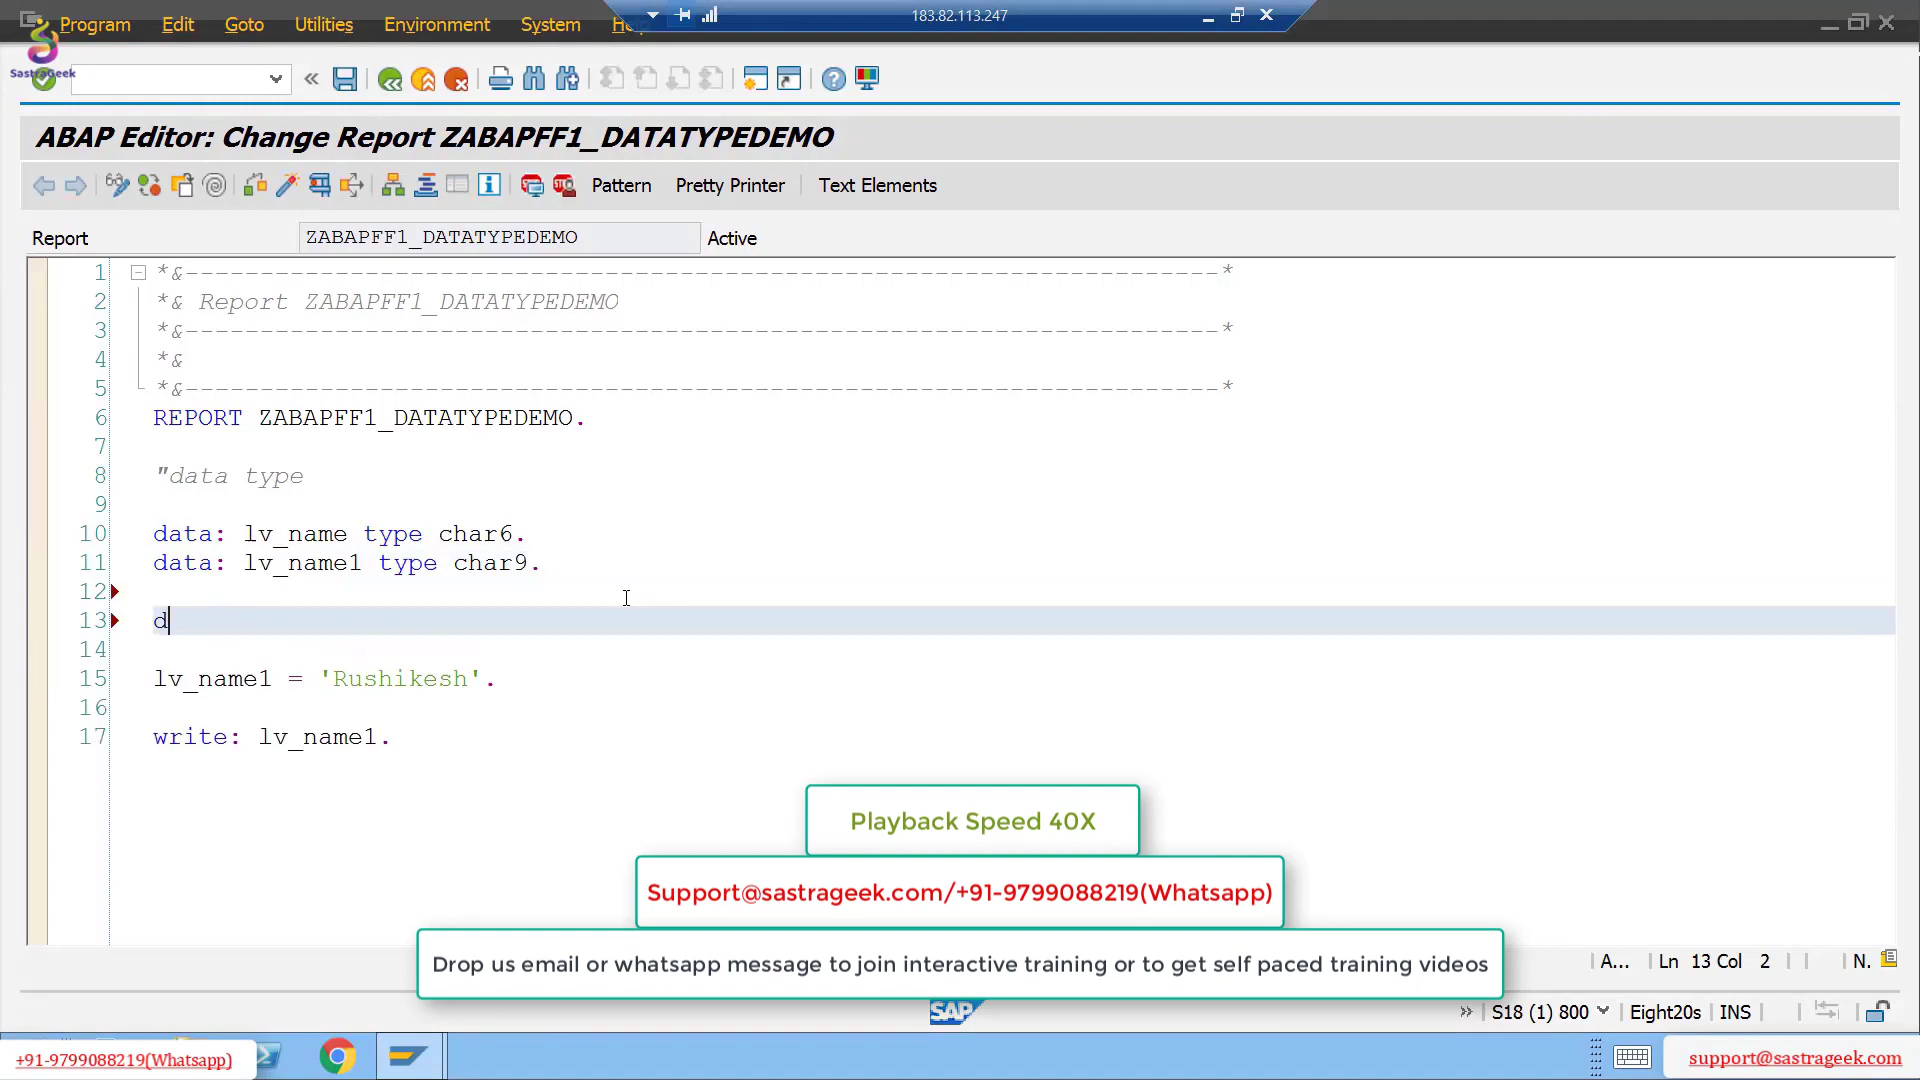 183.82.113.247
Program Edit Goto Utilities Environment System
SastraGeek
ABAP Editor: Change Report ZABAPFF1_DATATYPEDEMO
Pattern Pretty Printer Text Elements
Report ZABAPFF1_DATATYPEDEMO Active
1 *&---------------------------------------------------------------------*
2 *& Report ZABAPFF1_DATATYPEDEMO
3 *&---------------------------------------------------------------------*
4 *&
5 *&---------------------------------------------------------------------*
6 REPORT ZABAPFF1_DATATYPEDEMO.
7
8 "data type
9
10 data: lv_name type char6.
11 data: lv_name1 type char9.
12
13 d
14
15 lv_name1 = 'Rushikesh'.
16
17 write: lv_name1.
Playback Speed 40X
Support@sastrageek.com/+91-9799088219(Whatsapp)
Drop us email or whatsapp message to join interactive training or to get self paced training videos
A... Ln 13 Col 2 N.
SAP
S18 (1) 800 Eight20s INS
+91-9799088219(Whatsapp)
support@sastrageek.com